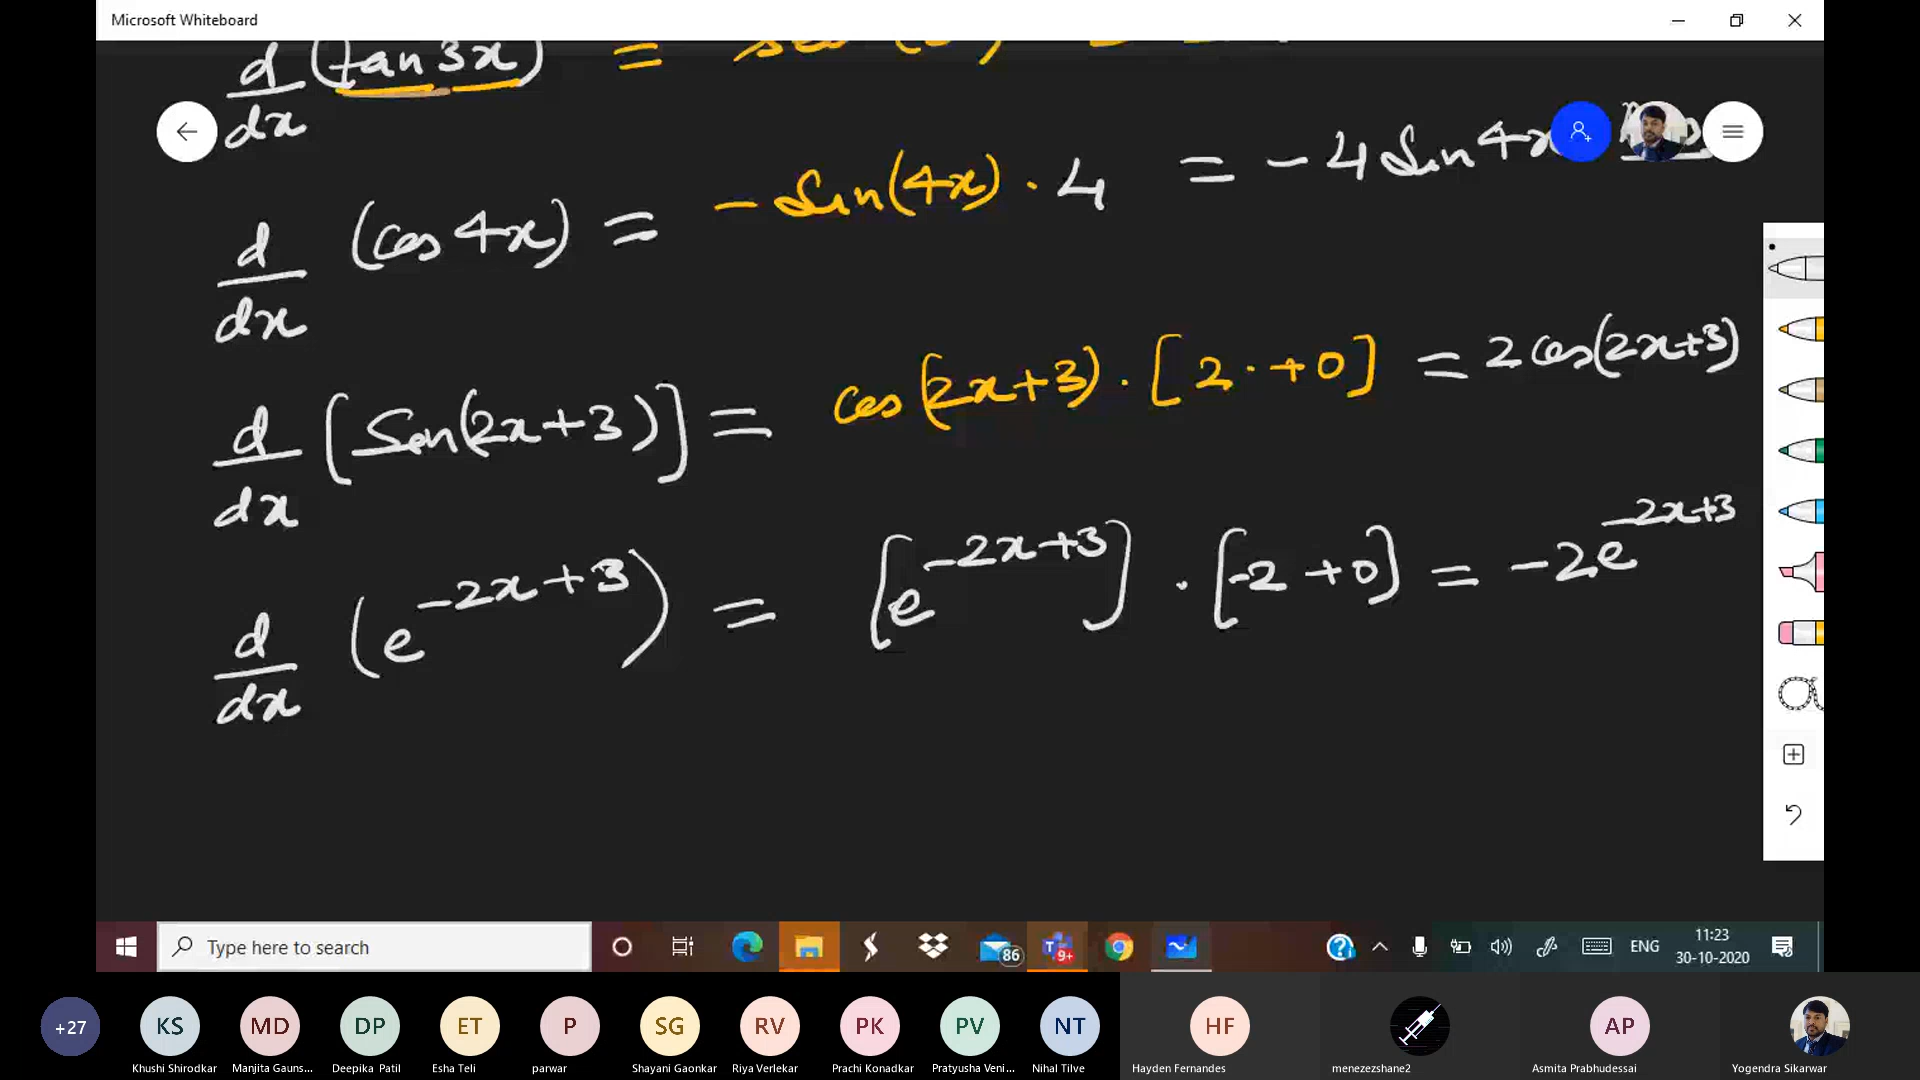 Microsoft Whiteboard
d/dx (tan 3x) =
d/dx (cos 4x) = - Sin(4x) · 4 = - 4 Sin 4x
d/dx [Sin(2x+3)] = cos(2x+3) · [2 · +0] = 2 cos(2x+3)
d/dx (e^{-2x+3}) = [e^{-2x+3}] · [-2 +0] = -2e^{-2x+3}
Type here to search
86
9+
ENG
11:23
30-10-2020
+27
KS
MD
DP
ET
P
SG
RV
PK
PV
NT
HF
AP
Khushi Shirodkar
Manjita Gauns...
Deepika Patil
Esha Teli
parwar
Shayani Gaonkar
Riya Verlekar
Prachi Konadkar
Pratyusha Veni...
Nihal Tilve
Hayden Fernandes
menezezshane2
Asmita Prabhudessai
Yogendra Sikarwar